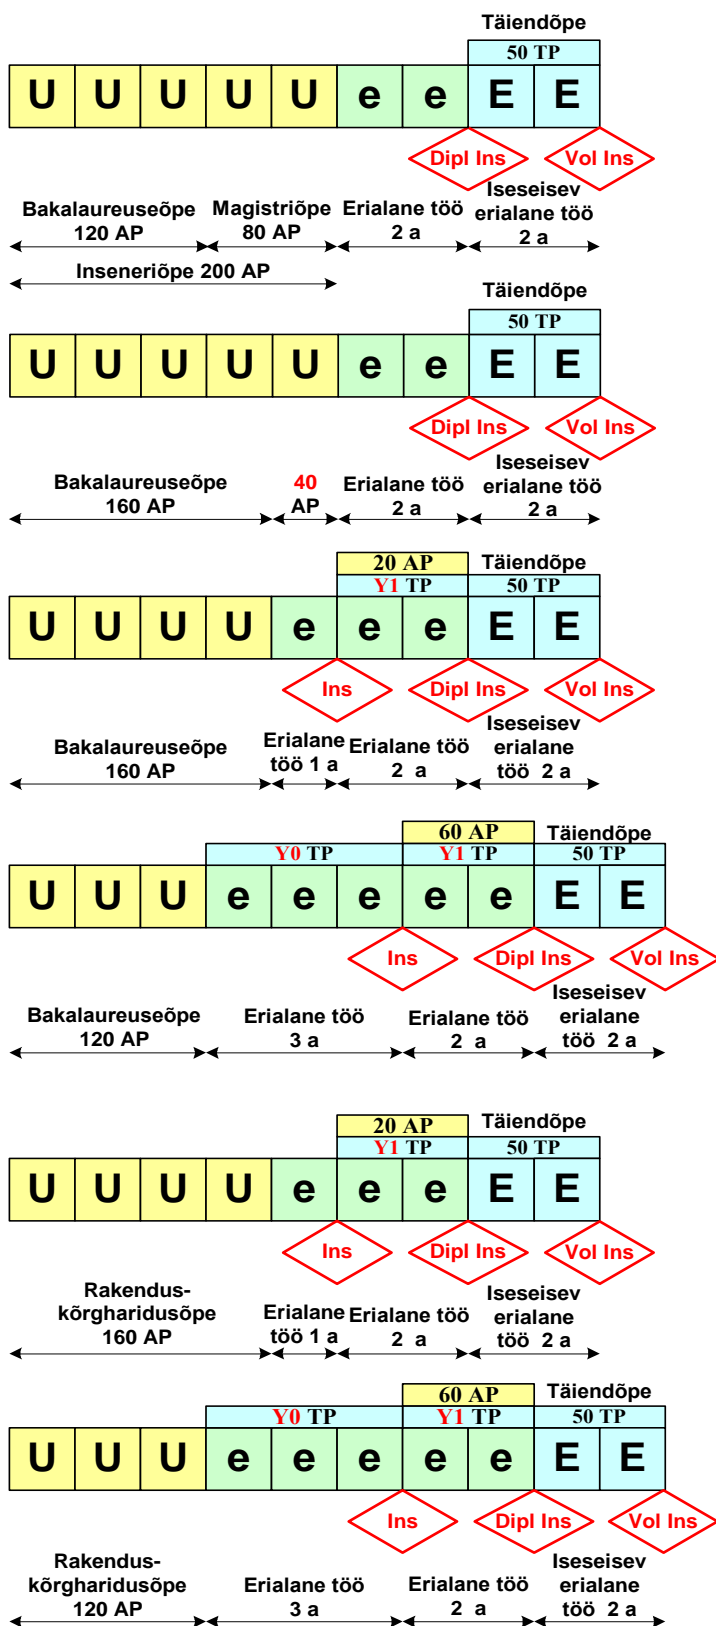 Täiendõpe
50 TP
U U U U U e e E E
Dipl Ins Vol Ins
Bakalaureuseõpe 120 AP
Magistriõpe 80 AP
Erialane töö 2 a
Iseseisev erialane töö 2 a
Inseneriõpe 200 AP
Täiendõpe
50 TP
U U U U U e e E E
Dipl Ins Vol Ins
Bakalaureuseõpe 160 AP
40 AP
Erialane töö 2 a
Iseseisev erialane töö 2 a
20 AP Täiendõpe
Y1 TP 50 TP
U U U U e e e E E
Ins Dipl Ins Vol Ins
Bakalaureuseõpe 160 AP
Erialane töö 1 a
Erialane töö 2 a
Iseseisev erialane töö 2 a
60 AP Täiendõpe
Y0 TP Y1 TP 50 TP
U U U e e e e e E E
Ins Dipl Ins Vol Ins
Bakalaureuseõpe 120 AP
Erialane töö 3 a
Erialane töö 2 a
Iseseisev erialane töö 2 a
20 AP Täiendõpe
Y1 TP 50 TP
U U U U e e e E E
Ins Dipl Ins Vol Ins
Rakendus-
kõrgharidusõpe
160 AP
Erialane töö 1 a
Erialane töö 2 a
Iseseisev erialane töö 2 a
60 AP Täiendõpe
Y0 TP Y1 TP 50 TP
U U U e e e e e E E
Ins Dipl Ins Vol Ins
Rakendus-
kõrgharidusõpe
120 AP
Erialane töö 3 a
Erialane töö 2 a
Iseseisev erialane töö 2 a